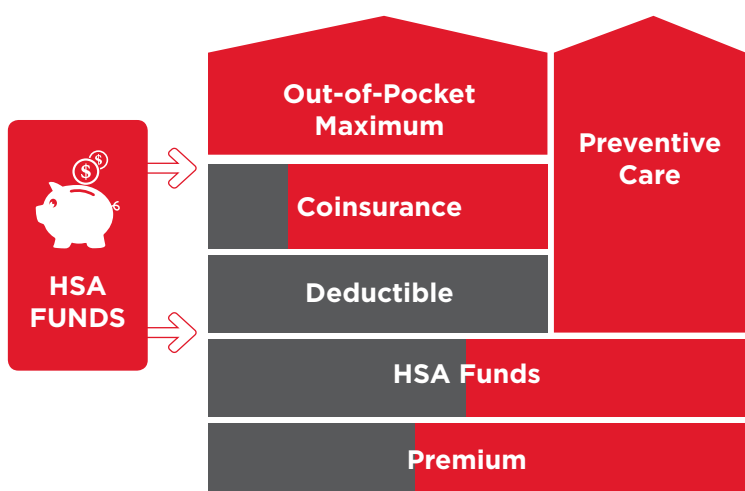 Out-of-Pocket
Maximum
Preventive
Care
$
$
Coinsurance
HSA
FUNDS
Deductible
HSA Funds
Premium